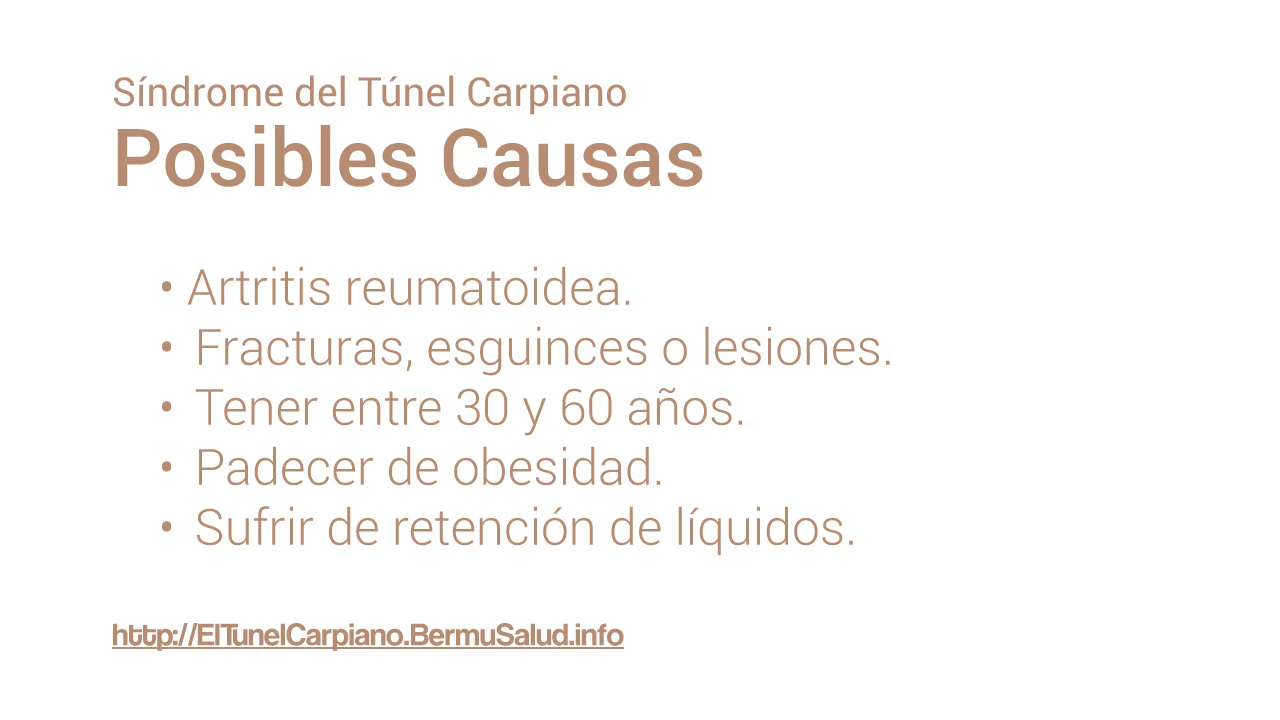 Síndrome del Túnel Carpiano
Posibles Causas
• Artritis reumatoidea.
• Fracturas, esguinces o lesiones.
• Tener entre 30 y 60 años.
• Padecer de obesidad.
• Sufrir de retención de líquidos.
http://ElTunelCarpiano.BermuSalud.info